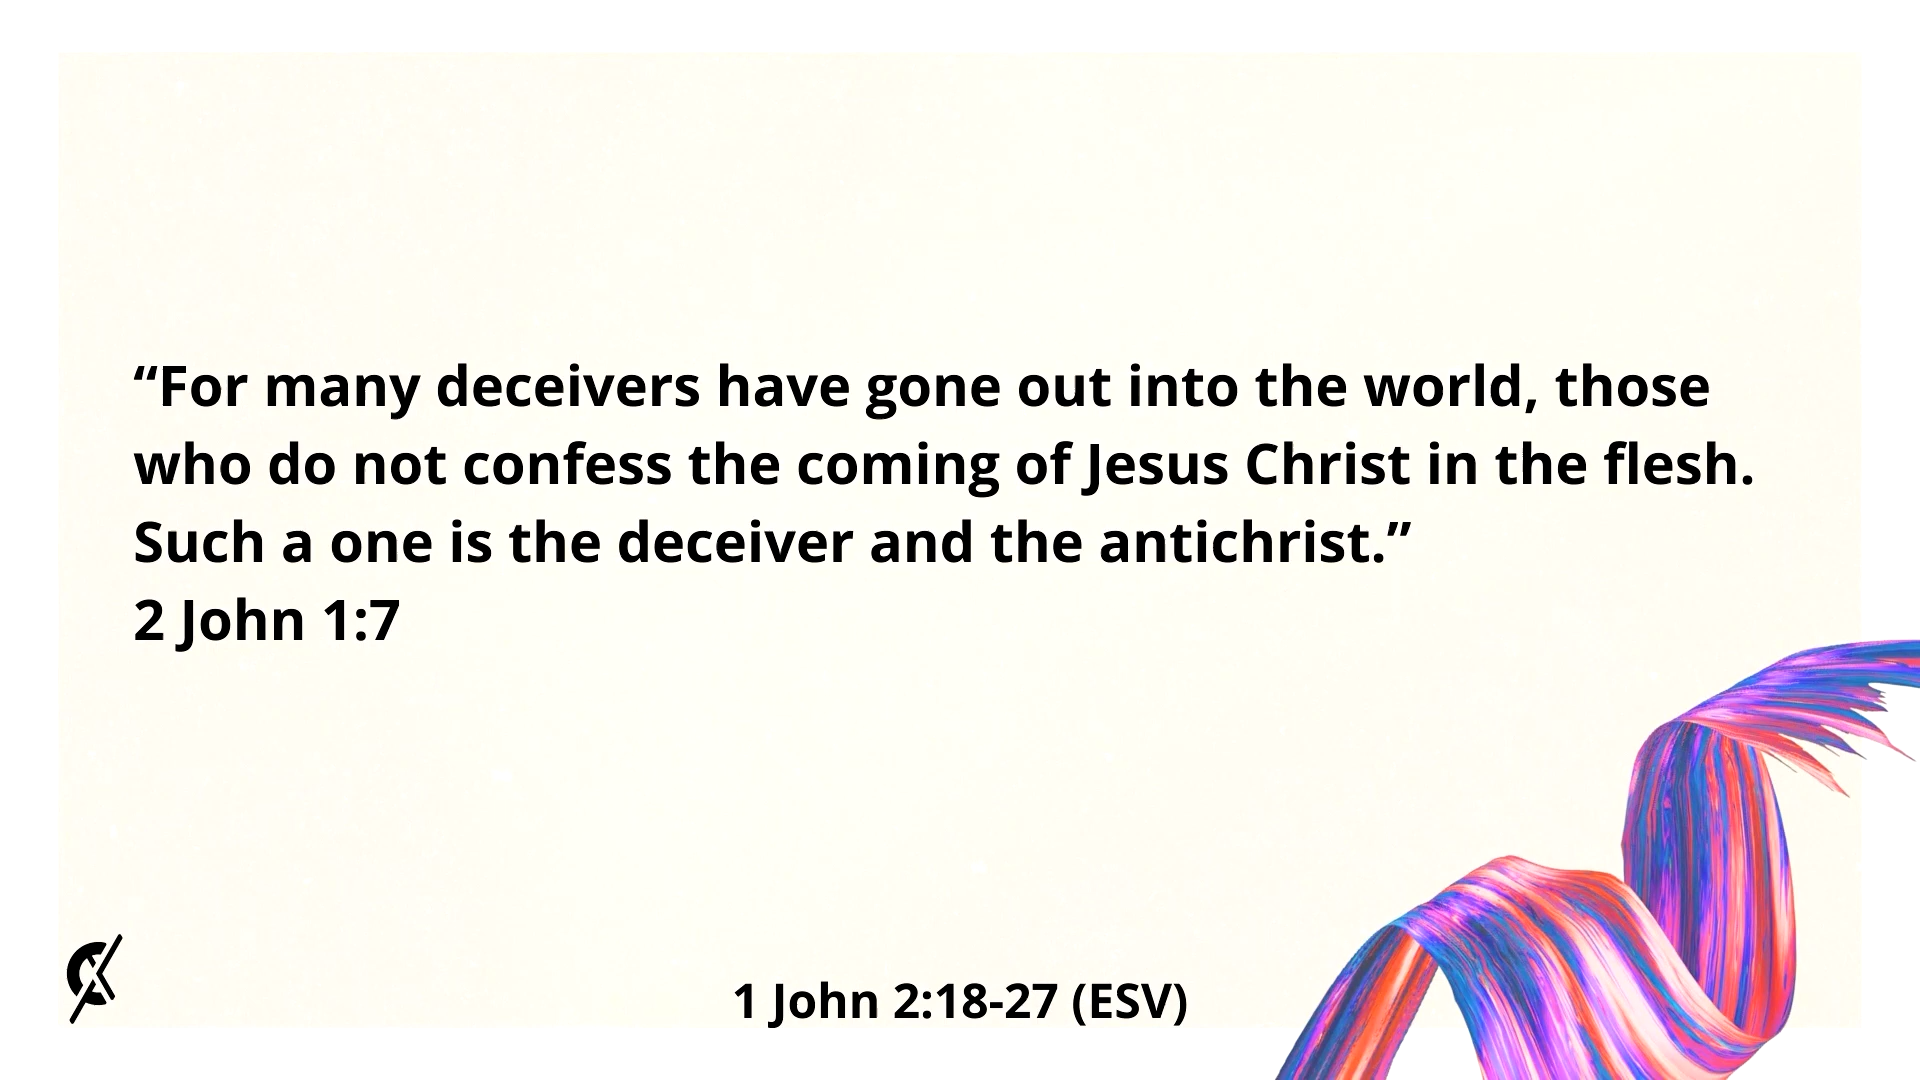 “For many deceivers have gone out into the world, those
who do not confess the coming of Jesus Christ in the flesh.
Such a one is the deceiver and the antichrist.”
2 John 1:7
1 John 2:18-27 (ESV)